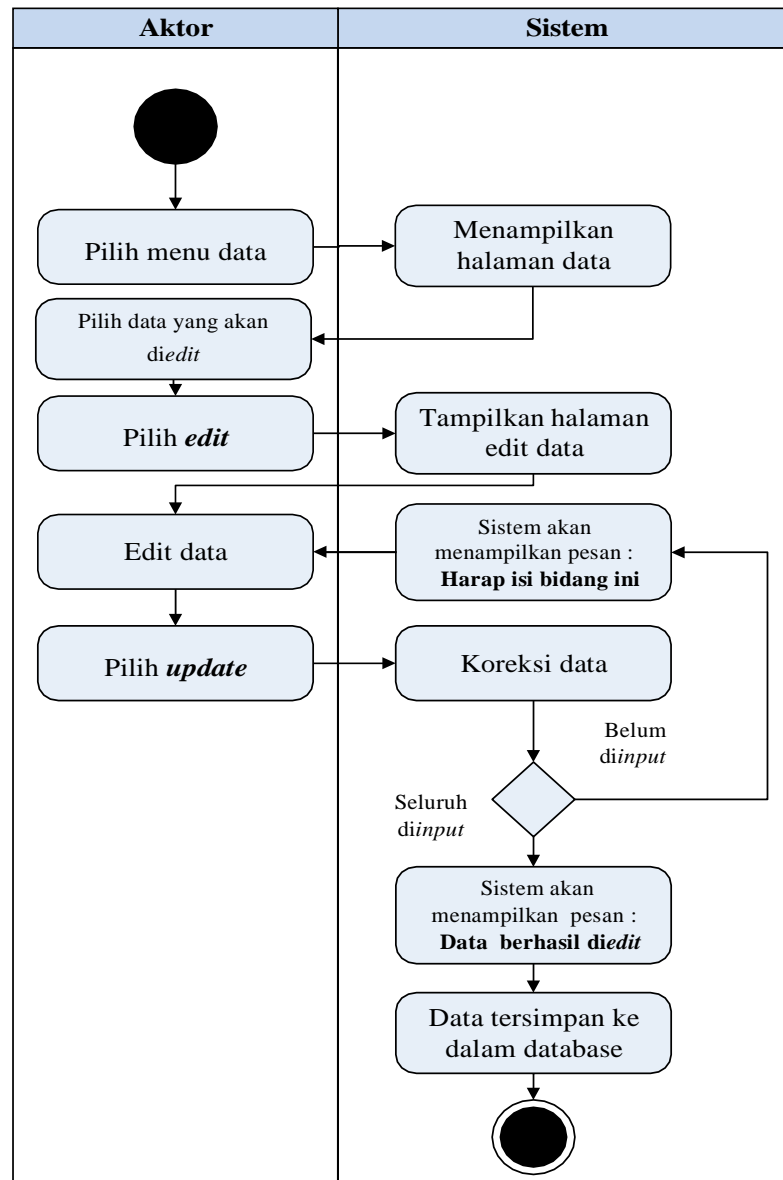 Aktor
Sistem
Pilih menu data
Menampilkan
halaman data
Pilih data yang akan
diedit
Pilih edit
Tampilkan halaman
edit data
Edit data
Sistem akan
menampilkan pesan :
Harap isi bidang ini
Pilih update
Koreksi data
Belum
diinput
Seluruh
diinput
Sistem akan
menampilkan pesan :
Data berhasil diedit
Data tersimpan ke
dalam database